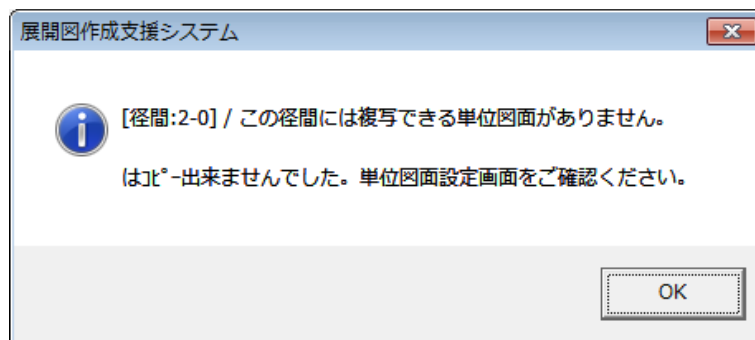 展開図作成支援システム
[径間:2-0] / この径間には複写できる単位図面がありません。
はｺﾋﾟｰ出来ませんでした。単位図面設定画面をご確認ください。
OK